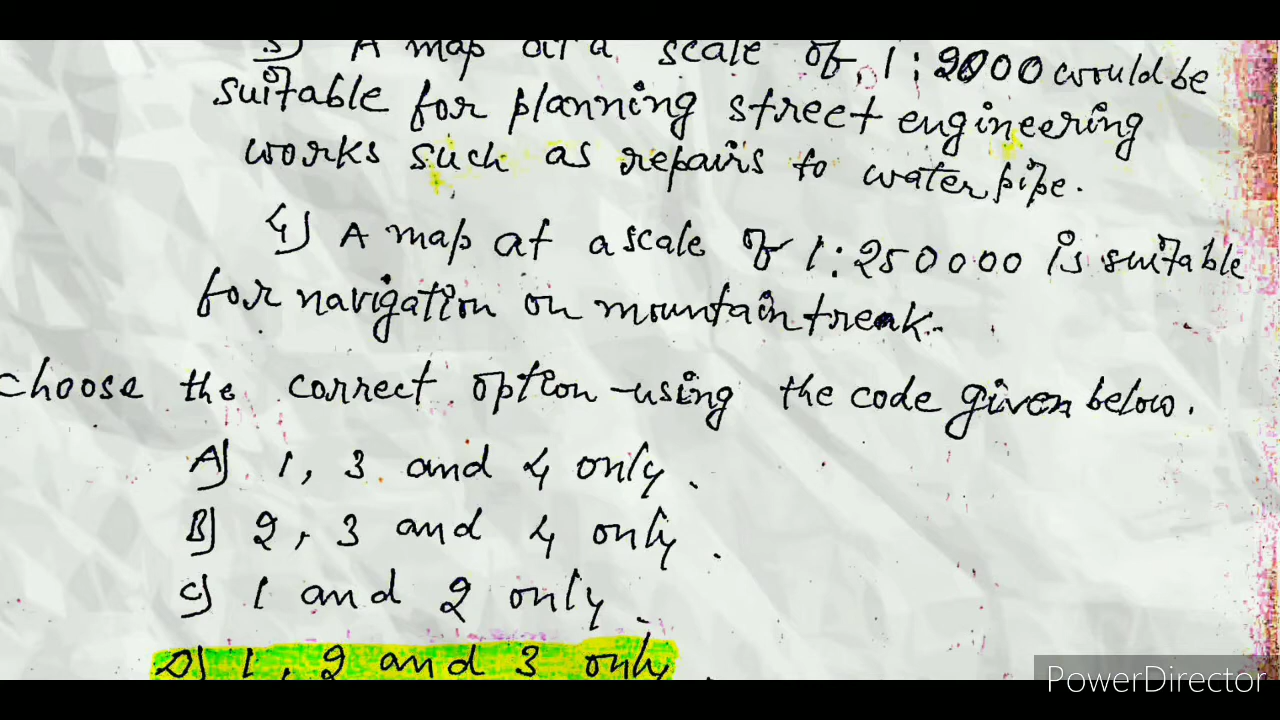 3) A map at a scale of, 1:2000 would be
suitable for planning street engineering
works such as repairs to water pipe.
4) A map at a scale of 1:250000 is suitable
for navigation on mountain treak.
choose the correct option using the code given below.
A) 1, 3 and 4 only.
B) 2, 3 and 4 only.
C) 1 and 2 only.
D) 1, 2 and 3 only.
PowerDirector